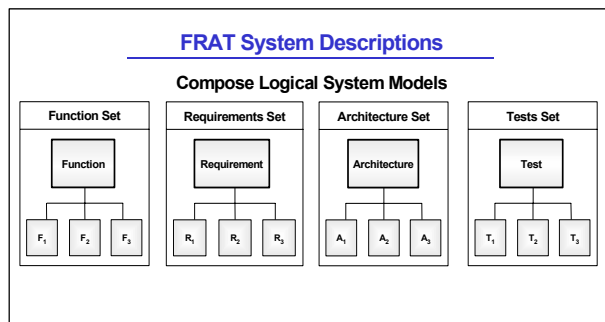 FRAT System Descriptions
Compose Logical System Models
Function Set
Function
F₁ F₂ F₃
Requirements Set
Requirement
R₁ R₂ R₃
Architecture Set
Architecture
A₁ A₂ A₃
Tests Set
Test
T₁ T₂ T₃